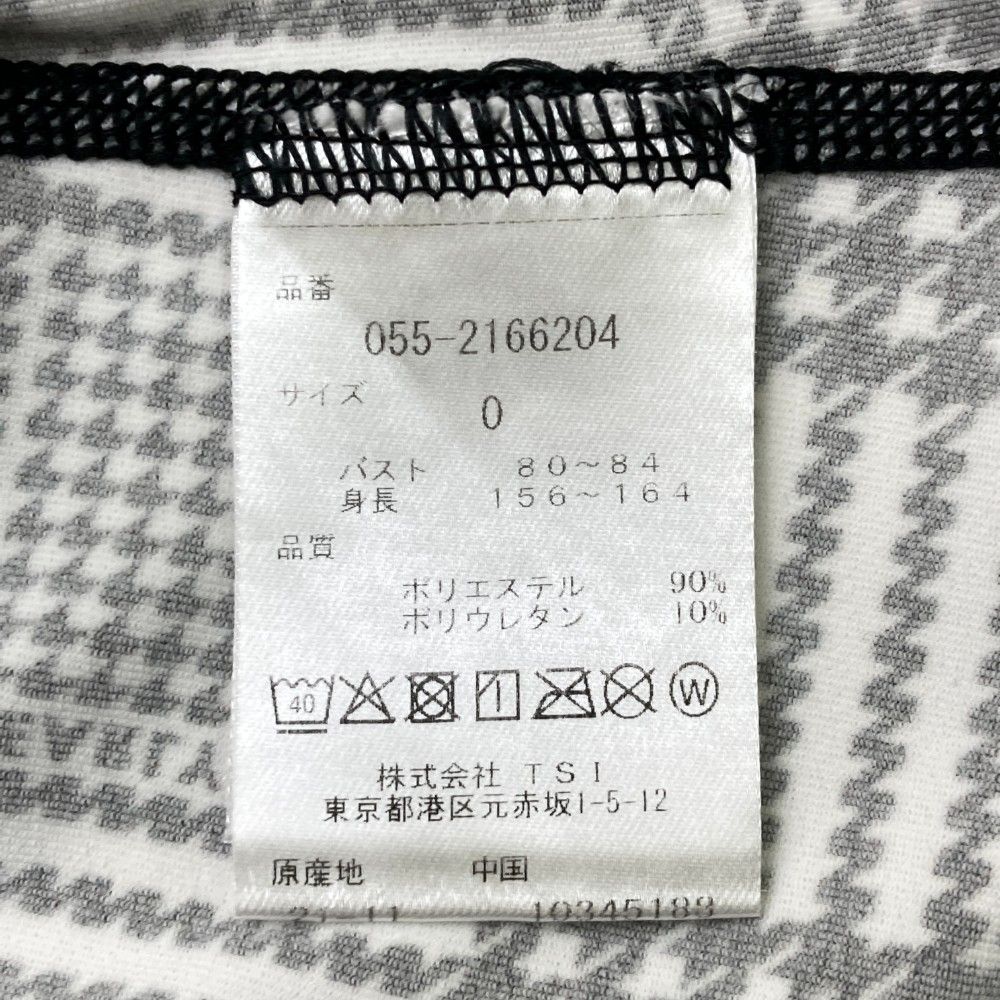 品番
055-2166204
サイズ 0
バスト 80～84
身長 156～164
品質
ポリエステル 90%
ポリウレタン 10%
40
W
株式会社 TSI
東京都港区元赤坂1-5-12
原産地 中国